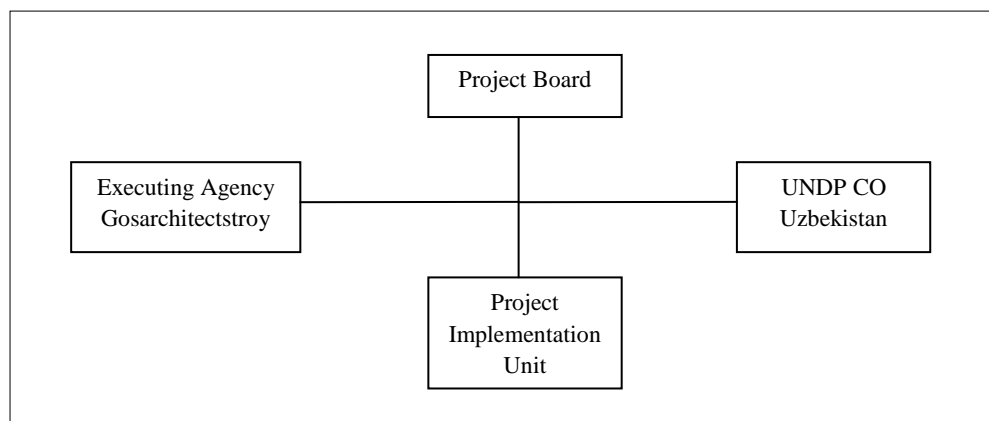 Project Board
Executing Agency
Gosarchitectstroy
UNDP CO
Uzbekistan
Project
Implementation
Unit